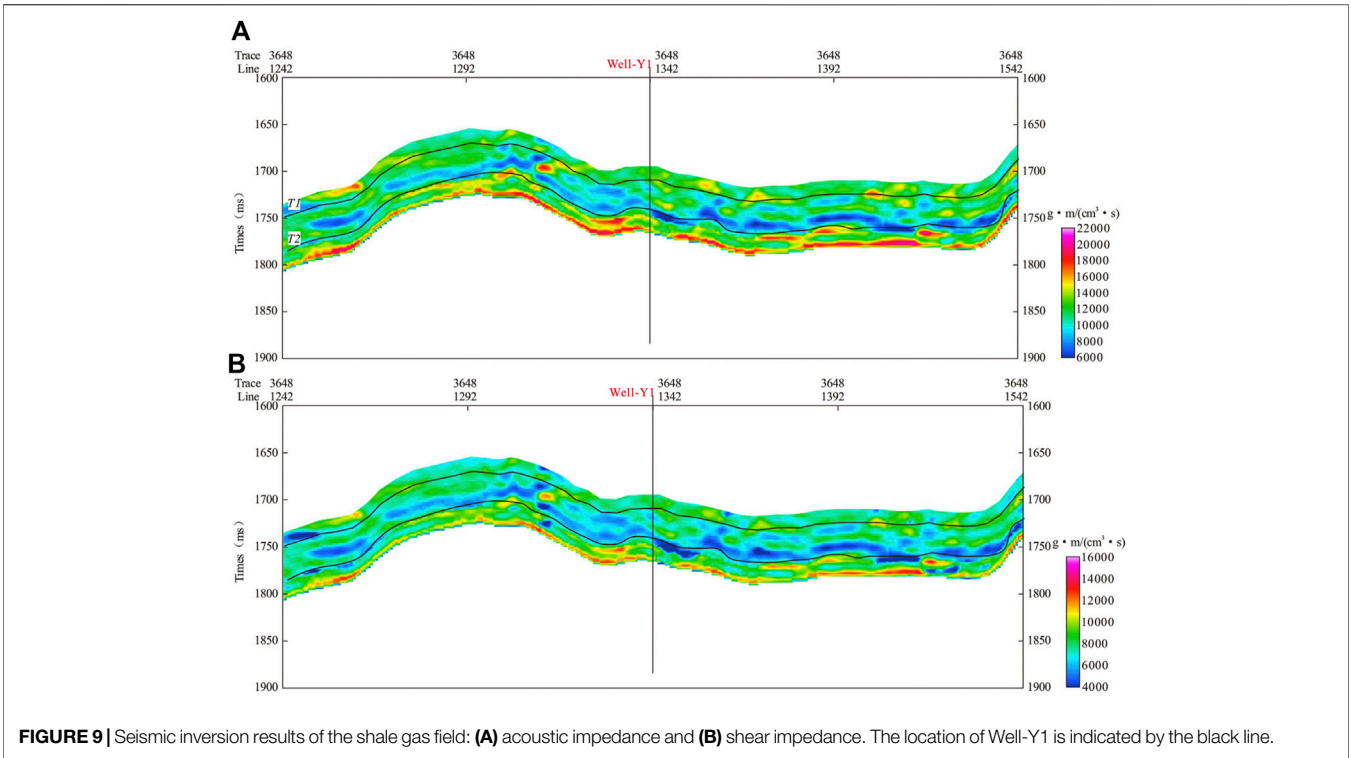 A
Trace 3648 3648 3648 3648 3648
Line 1242 1292 Well-Y1 1342 1392 1542
1600 1600
1650 1650
1700 1700
T1
1750 1750
T2
1800 1800
1850 1850
1900 1900
Times (ms)
g·m/(cm³·s)
22000
20000
18000
16000
14000
12000
10000
8000
6000
B
Trace 3648 3648 3648 3648 3648
Line 1242 1292 Well-Y1 1342 1392 1542
1600 1600
1650 1650
1700 1700
1750 1750
1800 1800
1850 1850
1900 1900
Times (ms)
g·m/(cm³·s)
16000
14000
12000
10000
8000
6000
4000
FIGURE 9 | Seismic inversion results of the shale gas field: (A) acoustic impedance and (B) shear impedance. The location of Well-Y1 is indicated by the black line.